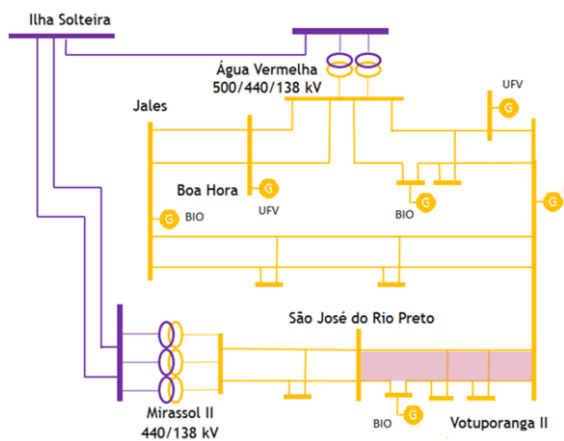 Ilha Solteira
Água Vermelha
500/440/138 kV
UFV
G
Jales
Boa Hora
G
UFV
G
BIO
G
BIO
G
São José do Rio Preto
Mirassol II
440/138 kV
G
BIO
Votuporanga II